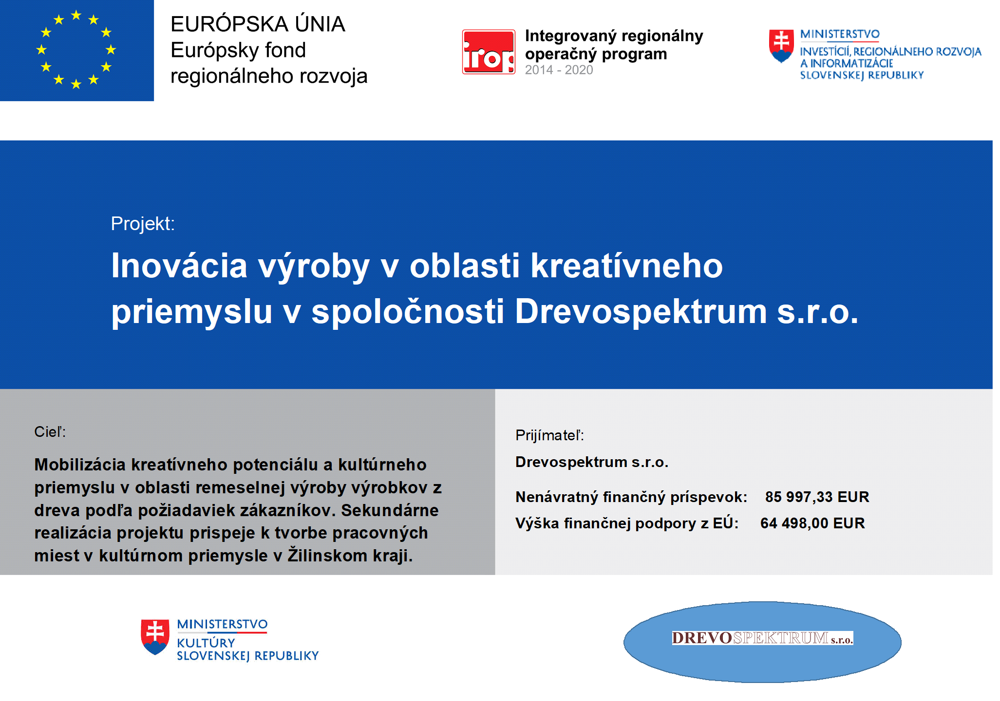 EURÓPSKA ÚNIA
Európsky fond
regionálneho rozvoja
irop
Integrovaný regionálny
operačný program
2014 - 2020
MINISTERSTVO
INVESTÍCIÍ, REGIONÁLNEHO ROZVOJA
A INFORMATIZÁCIE
SLOVENSKEJ REPUBLIKY
Projekt:
Inovácia výroby v oblasti kreatívneho
priemyslu v spoločnosti Drevospektrum s.r.o.
Cieľ:
Mobilizácia kreatívneho potenciálu a kultúrneho
priemyslu v oblasti remeselnej výroby výrobkov z
dreva podľa požiadaviek zákazníkov. Sekundárne
realizácia projektu prispeje k tvorbe pracovných
miest v kultúrnom priemysle v Žilinskom kraji.
Prijímateľ:
Drevospektrum s.r.o.
Nenávratný finančný príspevok: 85 997,33 EUR
Výška finančnej podpory z EÚ: 64 498,00 EUR
MINISTERSTVO
KULTÚRY
SLOVENSKEJ REPUBLIKY
DREVOSPEKTRUM s.r.o.